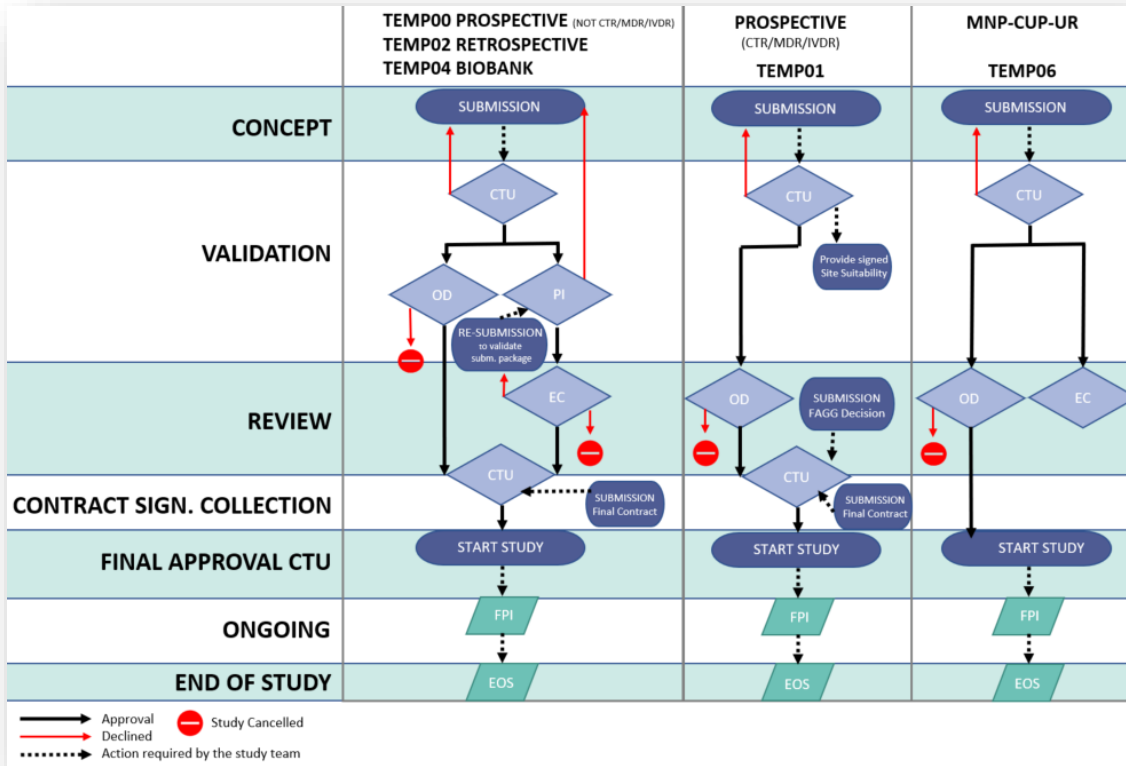 TEMP00 PROSPECTIVE (NOT CTR/MDR/IVDR)
TEMP02 RETROSPECTIVE
TEMP04 BIOBANK
PROSPECTIVE
(CTR/MDR/IVDR)
TEMP01
MNP-CUP-UR
TEMP06
CONCEPT
SUBMISSION
SUBMISSION
SUBMISSION
VALIDATION
CTU
CTU
CTU
Provide signed
Site Suitability
OD
PI
RE-SUBMISSION
to validate
subm. package
REVIEW
EC
OD
SUBMISSION
FAGG Decision
OD
EC
CTU
CTU
CONTRACT SIGN. COLLECTION
SUBMISSION
Final Contract
SUBMISSION
Final Contract
FINAL APPROVAL CTU
START STUDY
START STUDY
START STUDY
ONGOING
FPI
FPI
FPI
END OF STUDY
EOS
EOS
EOS
Approval
Study Cancelled
Declined
Action required by the study team